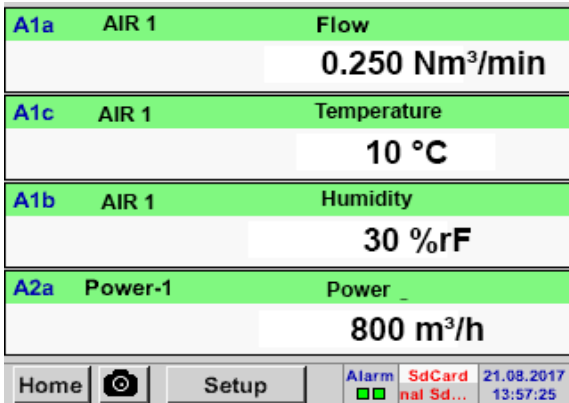 A1a AIR 1 Flow
0.250 Nm³/min
A1c AIR 1 Temperature
10 °C
A1b AIR 1 Humidity
30 %rF
A2a Power-1 Power _
800 m³/h
Home Setup Alarm SdCard 21.08.2017
nal Sd... 13:57:25